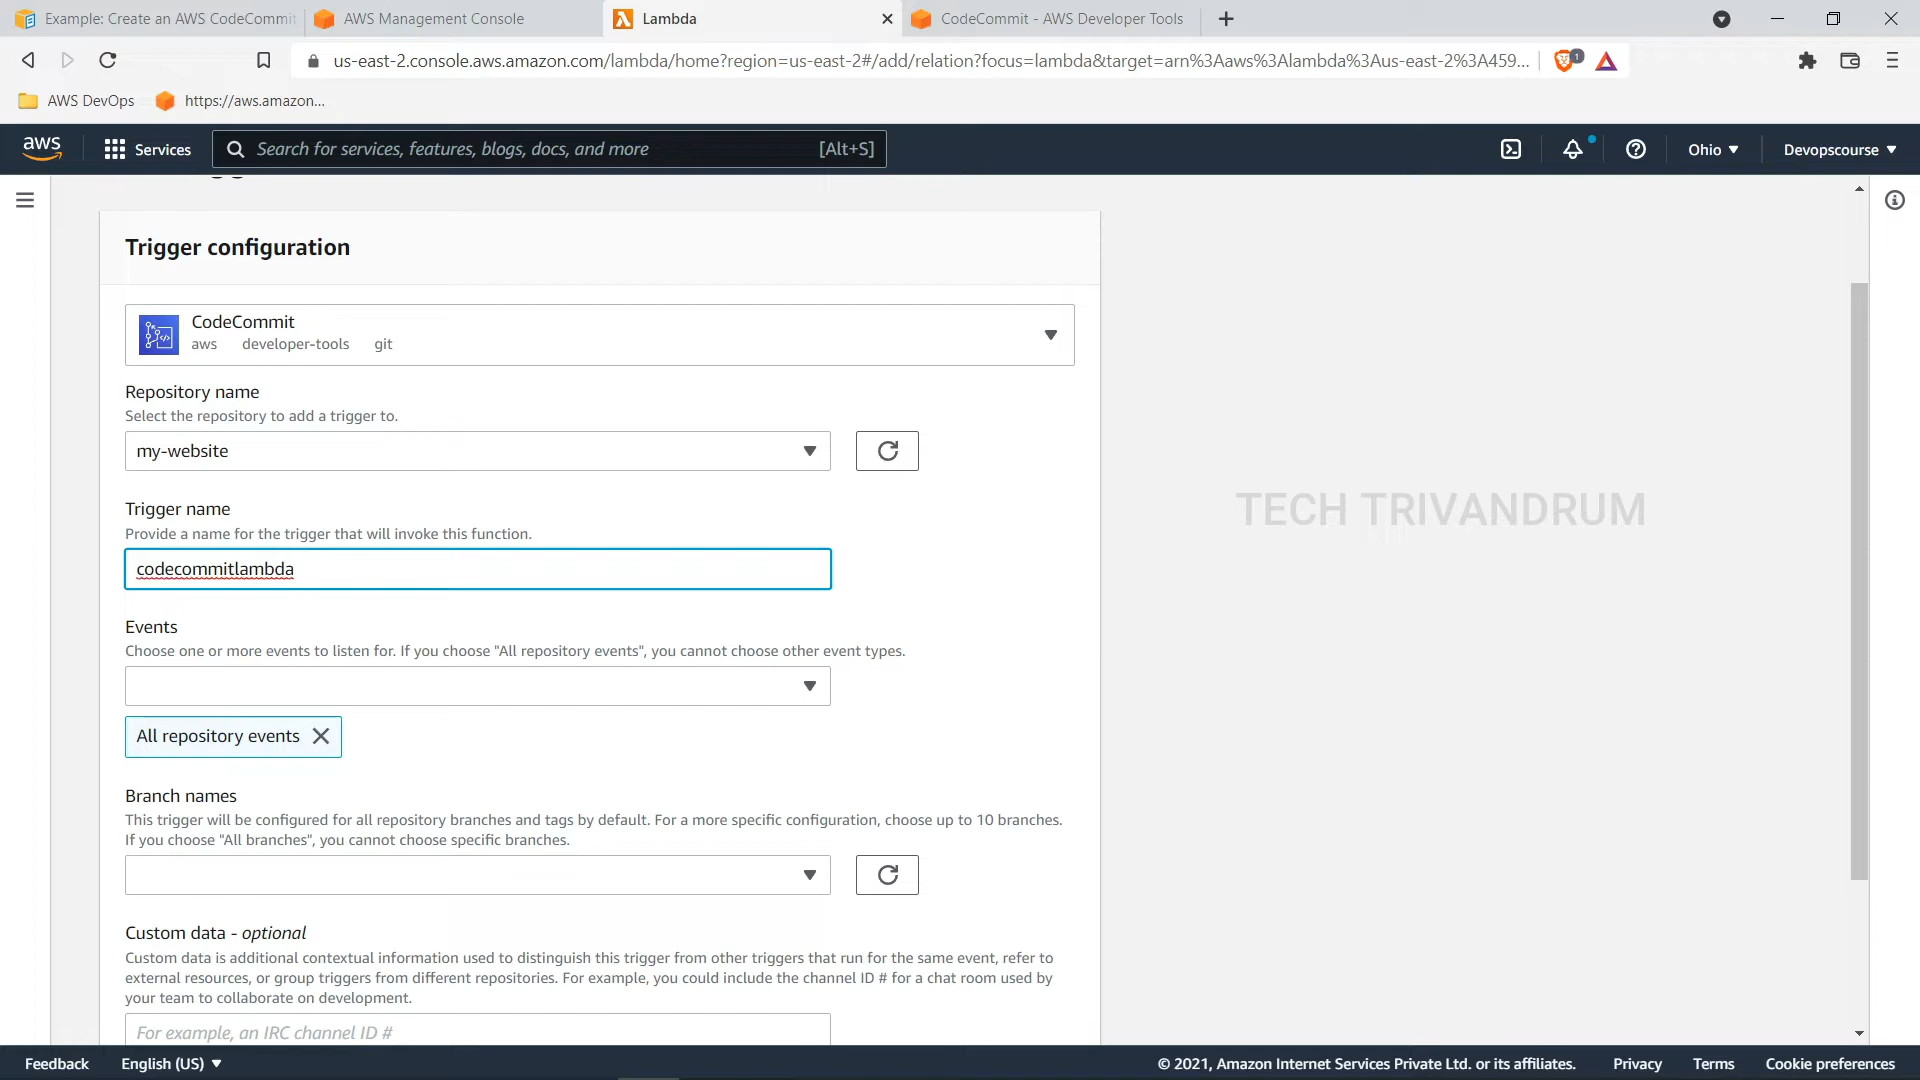 Example: Create an AWS CodeCommit
AWS Management Console
Lambda
CodeCommit - AWS Developer Tools
us-east-2.console.aws.amazon.com/lambda/home?region=us-east-2#/add/relation?focus=lambda&target=arn%3Aaws%3Alambda%3Aus-east-2%3A459...
1
AWS DevOps
https://aws.amazon...
aws
Services
Search for services, features, blogs, docs, and more
[Alt+S]
Ohio
Devopscourse
Trigger configuration
CodeCommit
aws developer-tools git
Repository name
Select the repository to add a trigger to.
my-website
Trigger name
Provide a name for the trigger that will invoke this function.
codecommitlambda
Events
Choose one or more events to listen for. If you choose "All repository events", you cannot choose other event types.
All repository events
Branch names
This trigger will be configured for all repository branches and tags by default. For a more specific configuration, choose up to 10 branches.
If you choose "All branches", you cannot choose specific branches.
Custom data - optional
Custom data is additional contextual information used to distinguish this trigger from other triggers that run for the same event, refer to
external resources, or group triggers from different repositories. For example, you could include the channel ID # for a chat room used by
your team to collaborate on development.
For example, an IRC channel ID #
TECH TRIVANDRUM
Feedback
English (US)
© 2021, Amazon Internet Services Private Ltd. or its affiliates.
Privacy
Terms
Cookie preferences